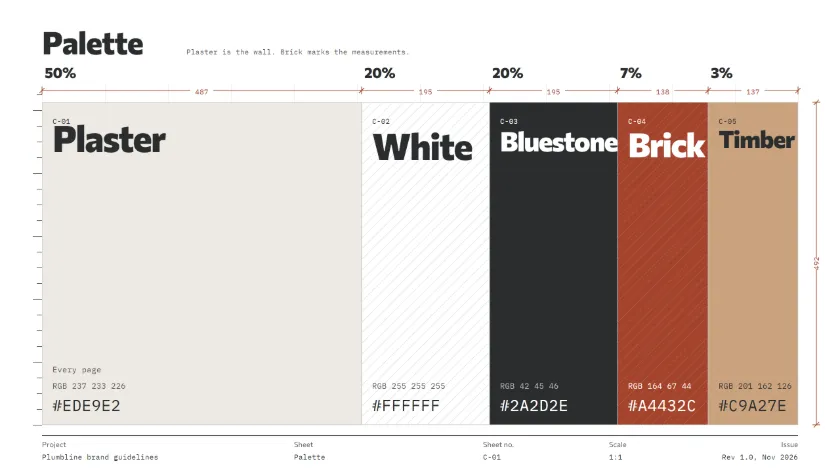 Palette
Plaster is the wall. Brick marks the measurements.
50% 20% 20% 7% 3%
487 195 195 138 137
C-01 C-02 C-03 C-04 C-05
Plaster White Bluestone Brick Timber
492
Every page
RGB 237 233 226 RGB 255 255 255 RGB 42 45 46 RGB 164 67 44 RGB 201 162 126
#EDE9E2 #FFFFFF #2A2D2E #A4432C #C9A27E
Project Sheet Sheet no. Scale Issue
Plumbline brand guidelines Palette C-01 1:1 Rev 1.0, Nov 2026